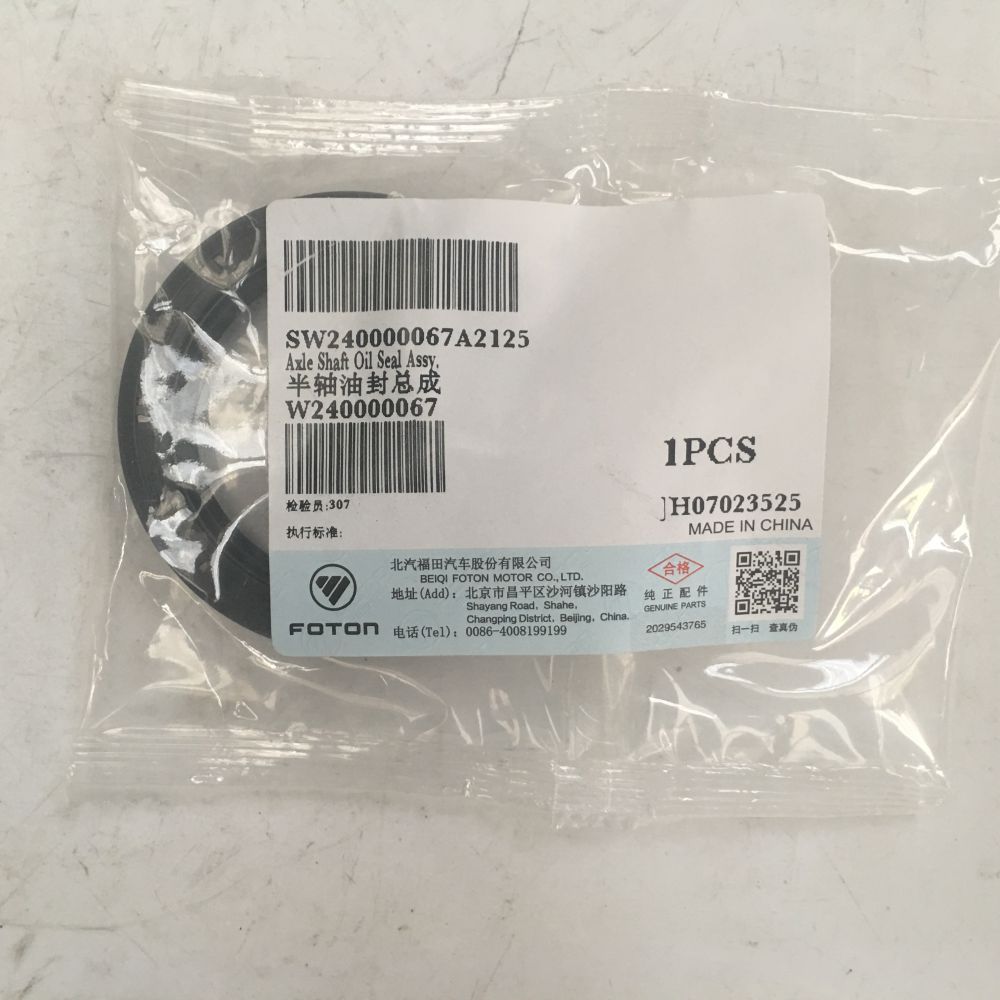 SW240000067A2125
Axle Shaft Oil Seal Assy.
半轴油封总成
W240000067
1PCS
检验员:307
JH07023525
MADE IN CHINA
执行标准:
北汽福田汽车股份有限公司
BEIQI FOTON MOTOR CO.,LTD.
地址(Add): 北京市昌平区沙河镇沙阳路
Shayang Road, Shahe,
Changping District, Beijing, China.
电话(Tel): 0086-4008199199
FOTON
合格
纯正配件
GENUINE PARTS
2029543765
扫一扫 查真伪